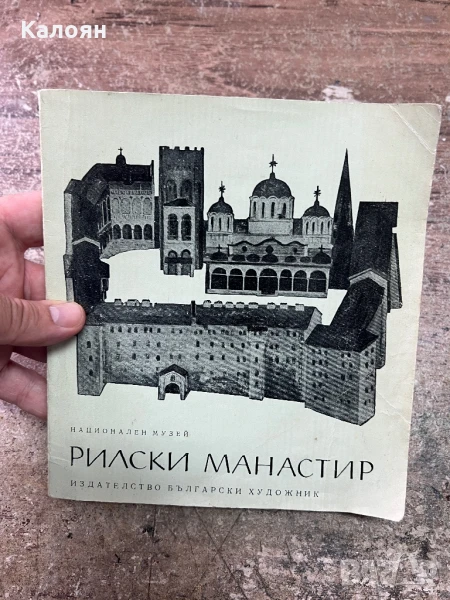 Калоян
НАЦИОНАЛЕН МУЗЕЙ
РИЛСКИ МАНАСТИР
ИЗДАТЕЛСТВО БЪЛГАРСКИ ХУДОЖНИК